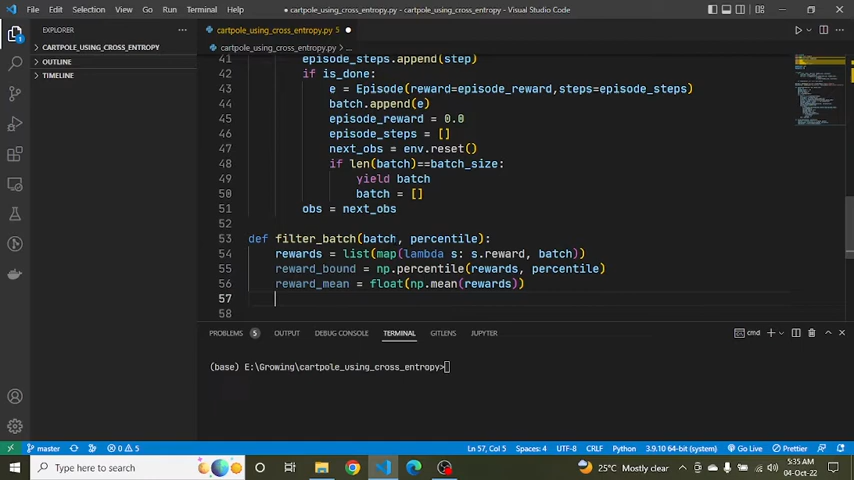 File Edit Selection View Go Run Terminal Help
● cartpole_using_cross_entropy.py - Visual Studio Code
EXPLORER
CARTPOLE_USING_CROSS_ENTROPY
OUTLINE
TIMELINE
cartpole_using_cross_entropy.py 5 ●
cartpole_using_cross_entropy.py > ...
41 episode_steps.append(step)
42 if is_done:
43 e = Episode(reward=episode_reward,steps=episode_steps)
44 batch.append(e)
45 episode_reward = 0.0
46 episode_steps = []
47 next_obs = env.reset()
48 if len(batch)==batch_size:
49 yield batch
50 batch = []
51 obs = next_obs
52
53 def filter_batch(batch, percentile):
54 rewards = list(map(lambda s: s.reward, batch))
55 reward_bound = np.percentile(rewards, percentile)
56 reward_mean = float(np.mean(rewards))
57
58
PROBLEMS 5 OUTPUT DEBUG CONSOLE TERMINAL GITLENS JUPYTER
cmd
(base) E:\Growing\cartpole_using_cross_entropy>
master 0 5
Ln 57, Col 5 Spaces: 4 UTF-8 CRLF Python 3.9.10 64-bit (system) Go Live Prettier
Type here to search
25°C Mostly clear
5:35 AM
04-Oct-22